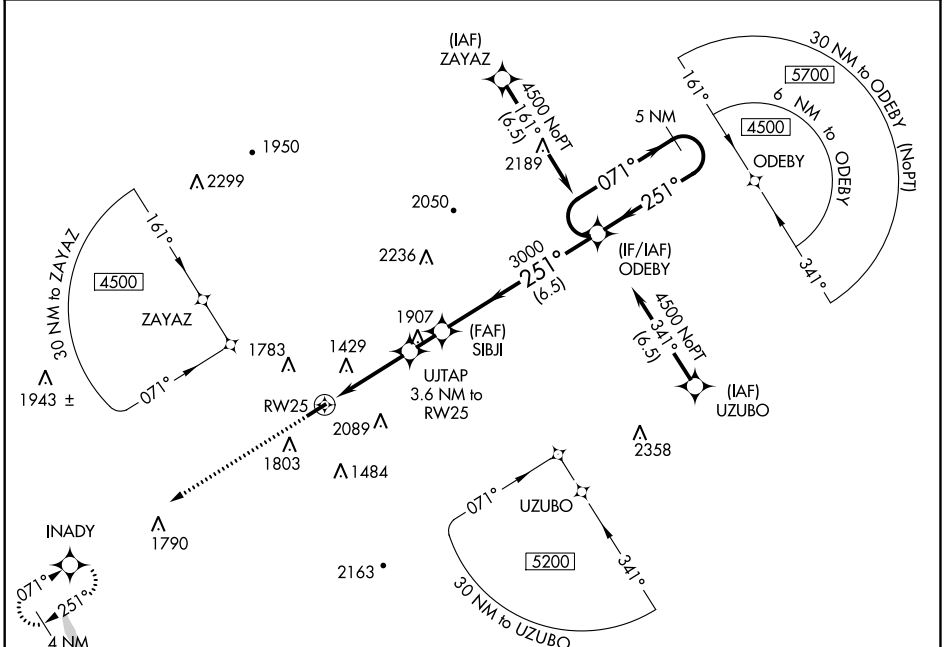 (IAF)
ZAYAZ
4500 NoPT
161°
(6.5)
2189
5 NM
071°
251°
30 NM to ODEBY (NoPT)
5700
161°
6 NM to ODEBY
4500
ODEBY
341°
1950
2299
2050
2236
3000
251°
(6.5)
(IF/IAF)
ODEBY
161°
30 NM to ZAYAZ
4500
ZAYAZ
071°
1943 ±
1783
1429
1907
(FAF)
SIBJI
UJTAP
3.6 NM to
RW25
RW25
2089
1803
1484
4500 NoPT
341°
(6.5)
(IAF)
UZUBO
2358
1790
INADY
071°
251°
4 NM
2163
071°
UZUBO
5200
341°
30 NM to UZUBO